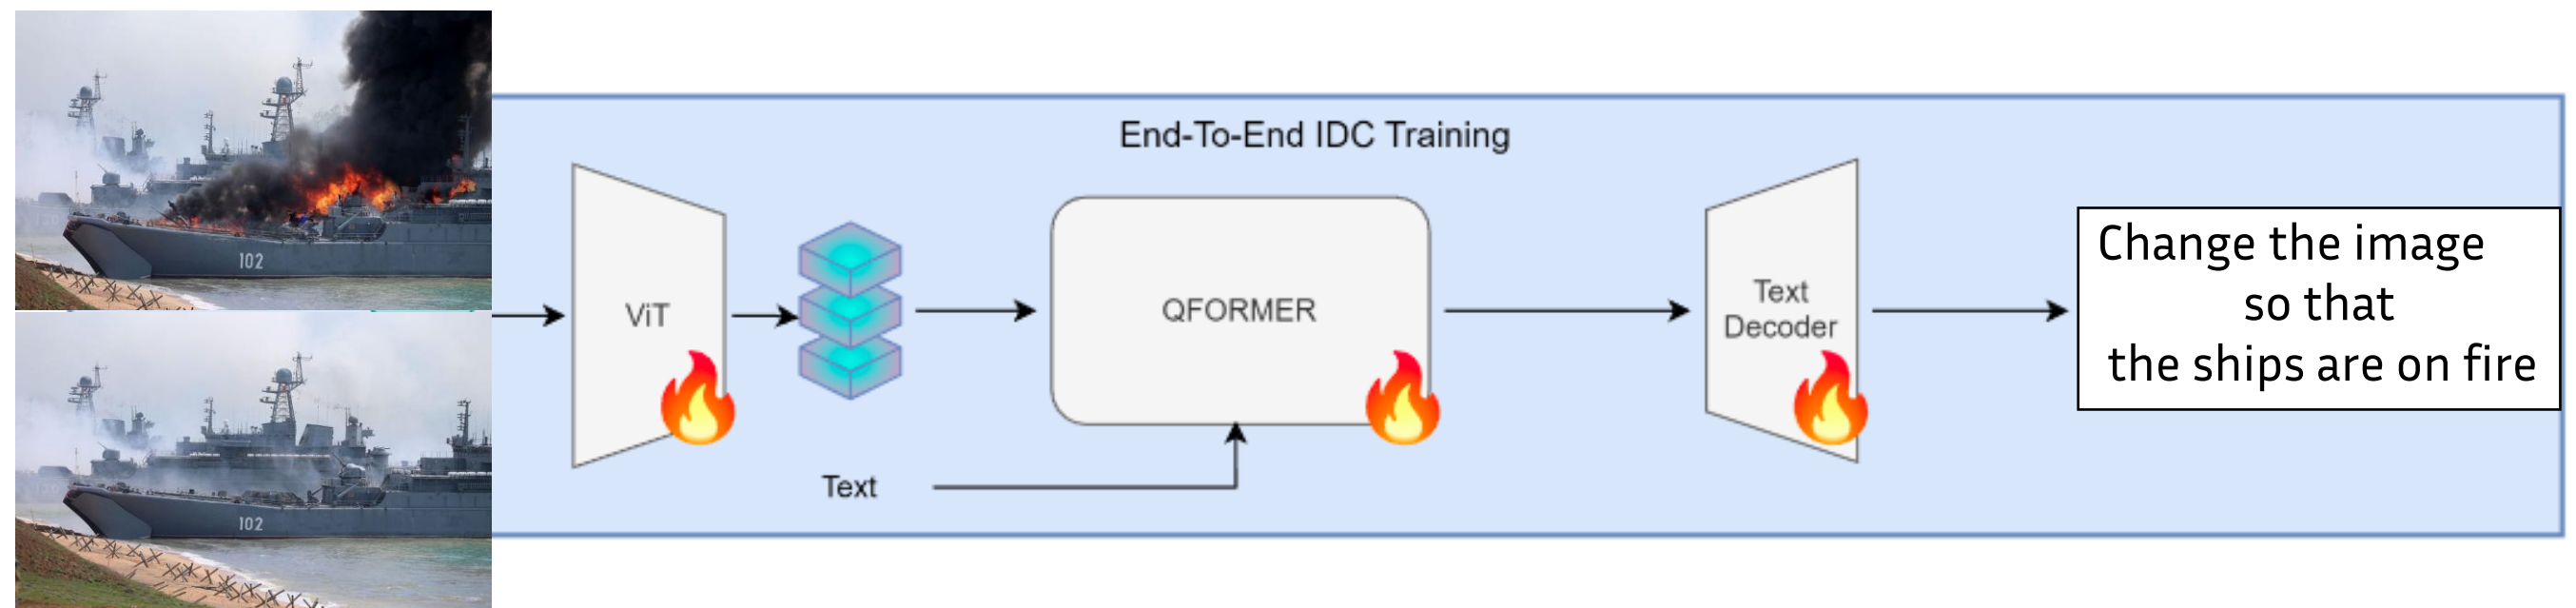 End-To-End IDC Training
102
102
ViT
QFORMER
Text
Text
Decoder
Change the image
so that
the ships are on fire